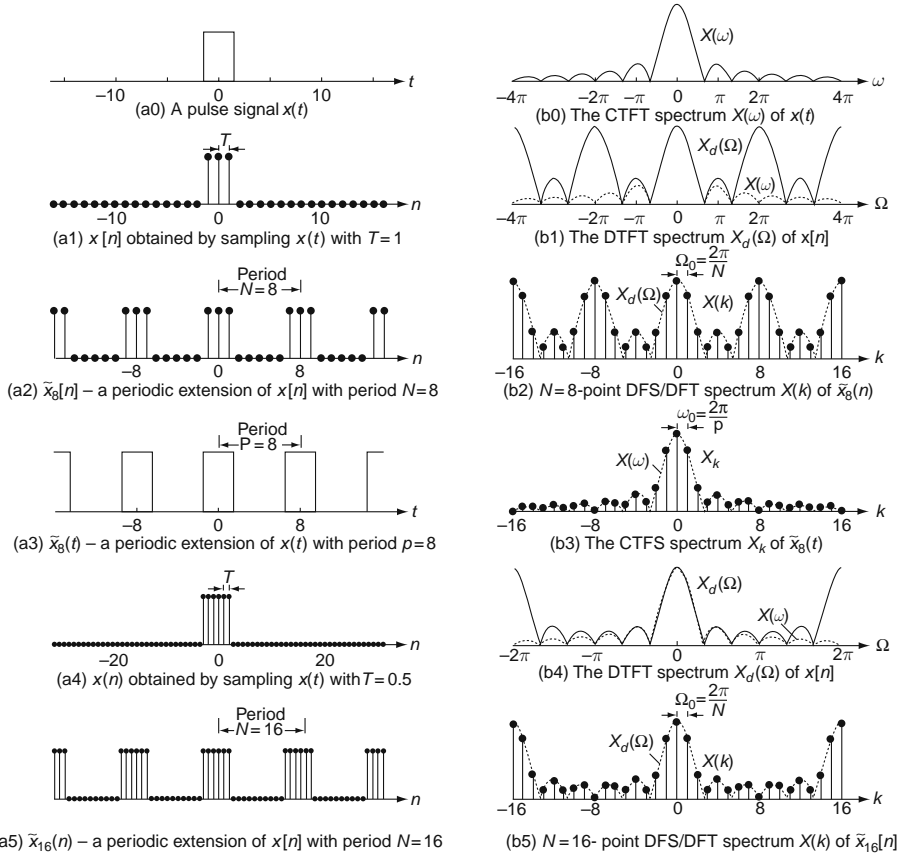 X(ω)
t
−10 0 10
(a0) A pulse signal x(t)
ω
−4π −2π −π 0 π 2π 4π
(b0) The CTFT spectrum X(ω) of x(t)
T
n
−10 0 10
(a1) x [n] obtained by sampling x(t) with T = 1
X_d(Ω)
X(ω)
Ω
−4π −2π −π 0 π 2π 4π
(b1) The DTFT spectrum X_d(Ω) of x[n]
Period
N = 8
n
−8 0 8
(a2) x̃_8[n] – a periodic extension of x[n] with period N = 8
Ω_0 = 2π/N
X_d(Ω)
X(k)
k
−16 −8 0 8 16
(b2) N = 8-point DFS/DFT spectrum X(k) of x̃_8(n)
Period
P = 8
t
−8 0 8
(a3) x̃_8(t) – a periodic extension of x(t) with period p = 8
ω_0 = 2π/p
X(ω)
X_k
k
−16 −8 0 8 16
(b3) The CTFS spectrum X_k of x̃_8(t)
T
n
−20 0 20
(a4) x(n) obtained by sampling x(t) with T = 0.5
X_d(Ω)
X(ω)
Ω
−2π −π 0 π 2π
(b4) The DTFT spectrum X_d(Ω) of x[n]
Period
N = 16
n
−16 0 16
a5) x̃_16(n) – a periodic extension of x[n] with period N = 16
Ω_0 = 2π/N
X_d(Ω)
X(k)
k
−16 −8 0 8 16
(b5) N = 16- point DFS/DFT spectrum X(k) of x̃_16[n]